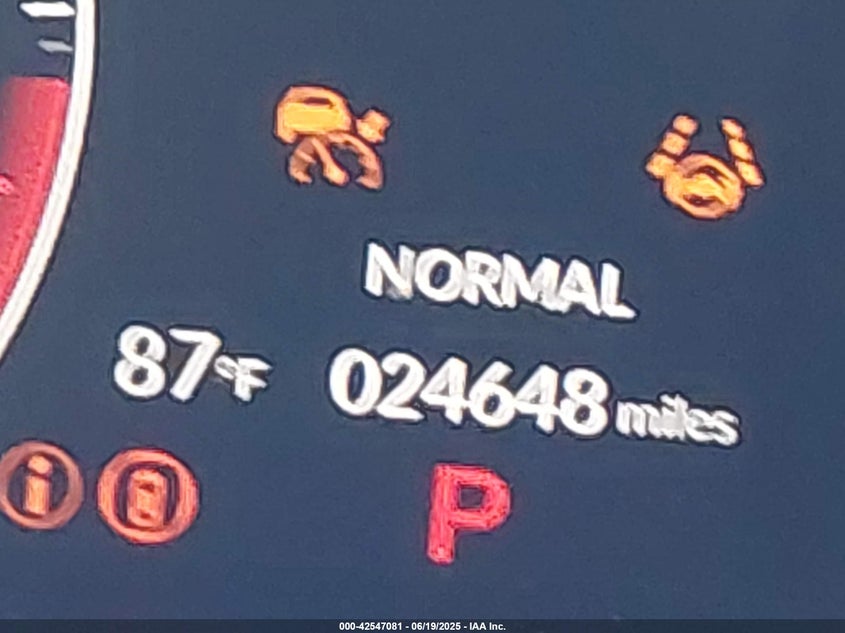 NORMAL
87°F 024648 miles
P
000-42547081 - 06/19/2025 - IAA Inc.